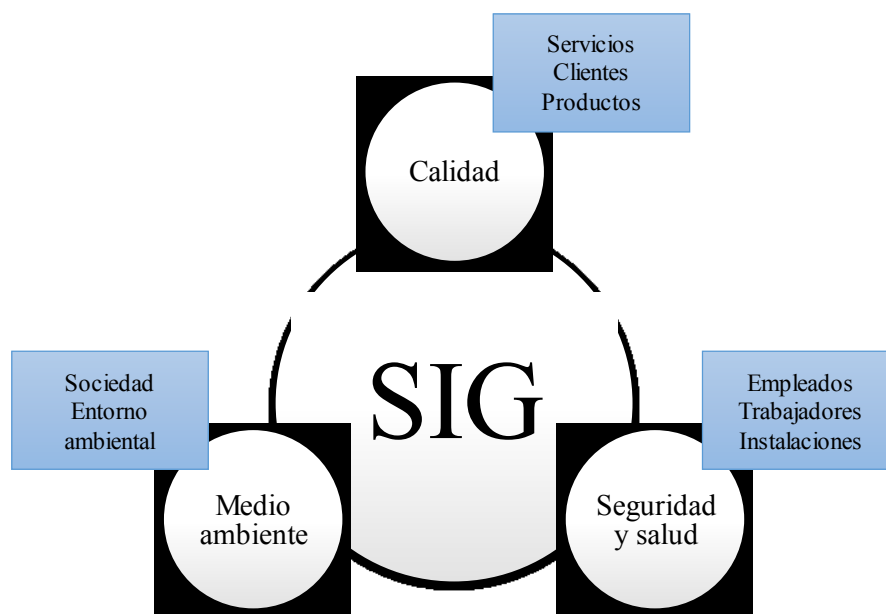 Servicios
Clientes
Productos
Calidad
SIG
Sociedad
Entorno
ambiental
Empleados
Trabajadores
Instalaciones
Medio
ambiente
Seguridad
y salud